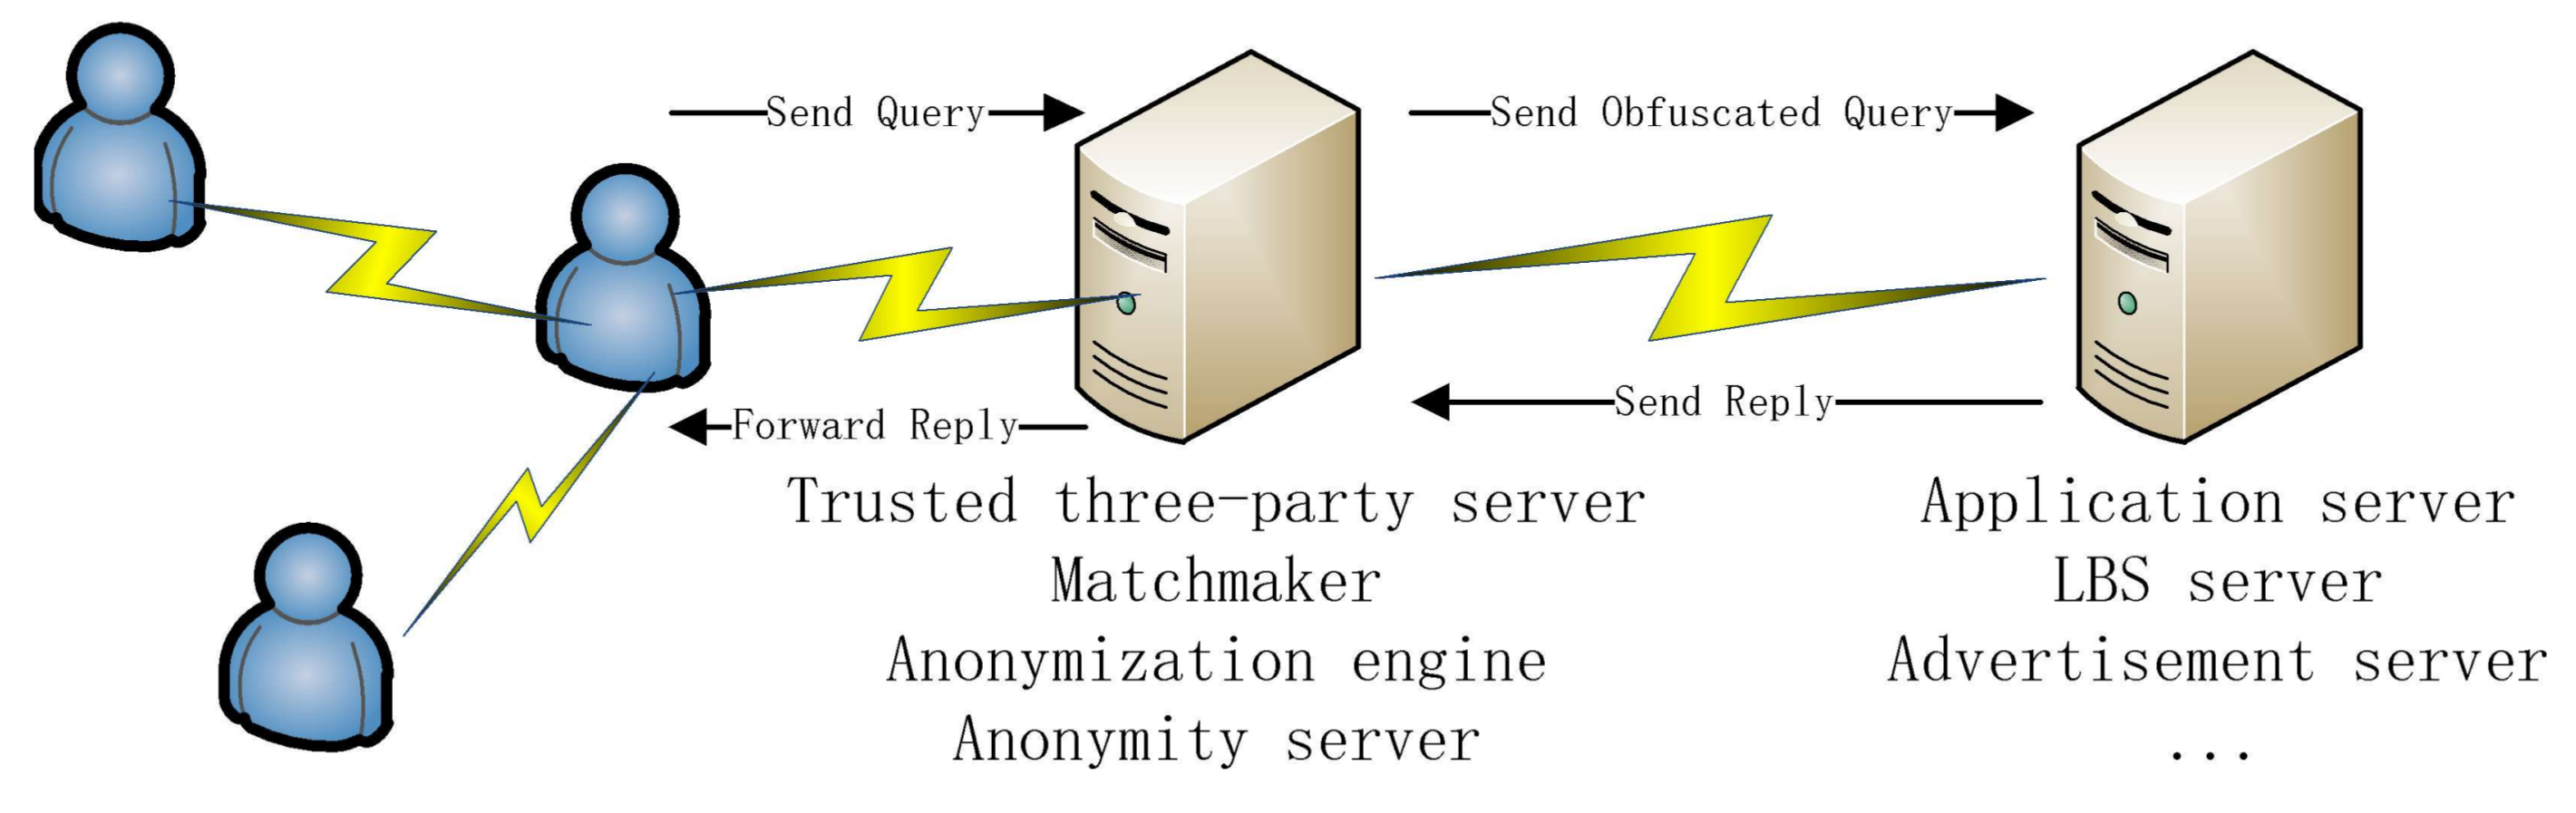 Send Query
Send Obfuscated Query
Forward Reply
Send Reply
Trusted three-party server
Matchmaker
Anonymization engine
Anonymity server
Application server
LBS server
Advertisement server
...